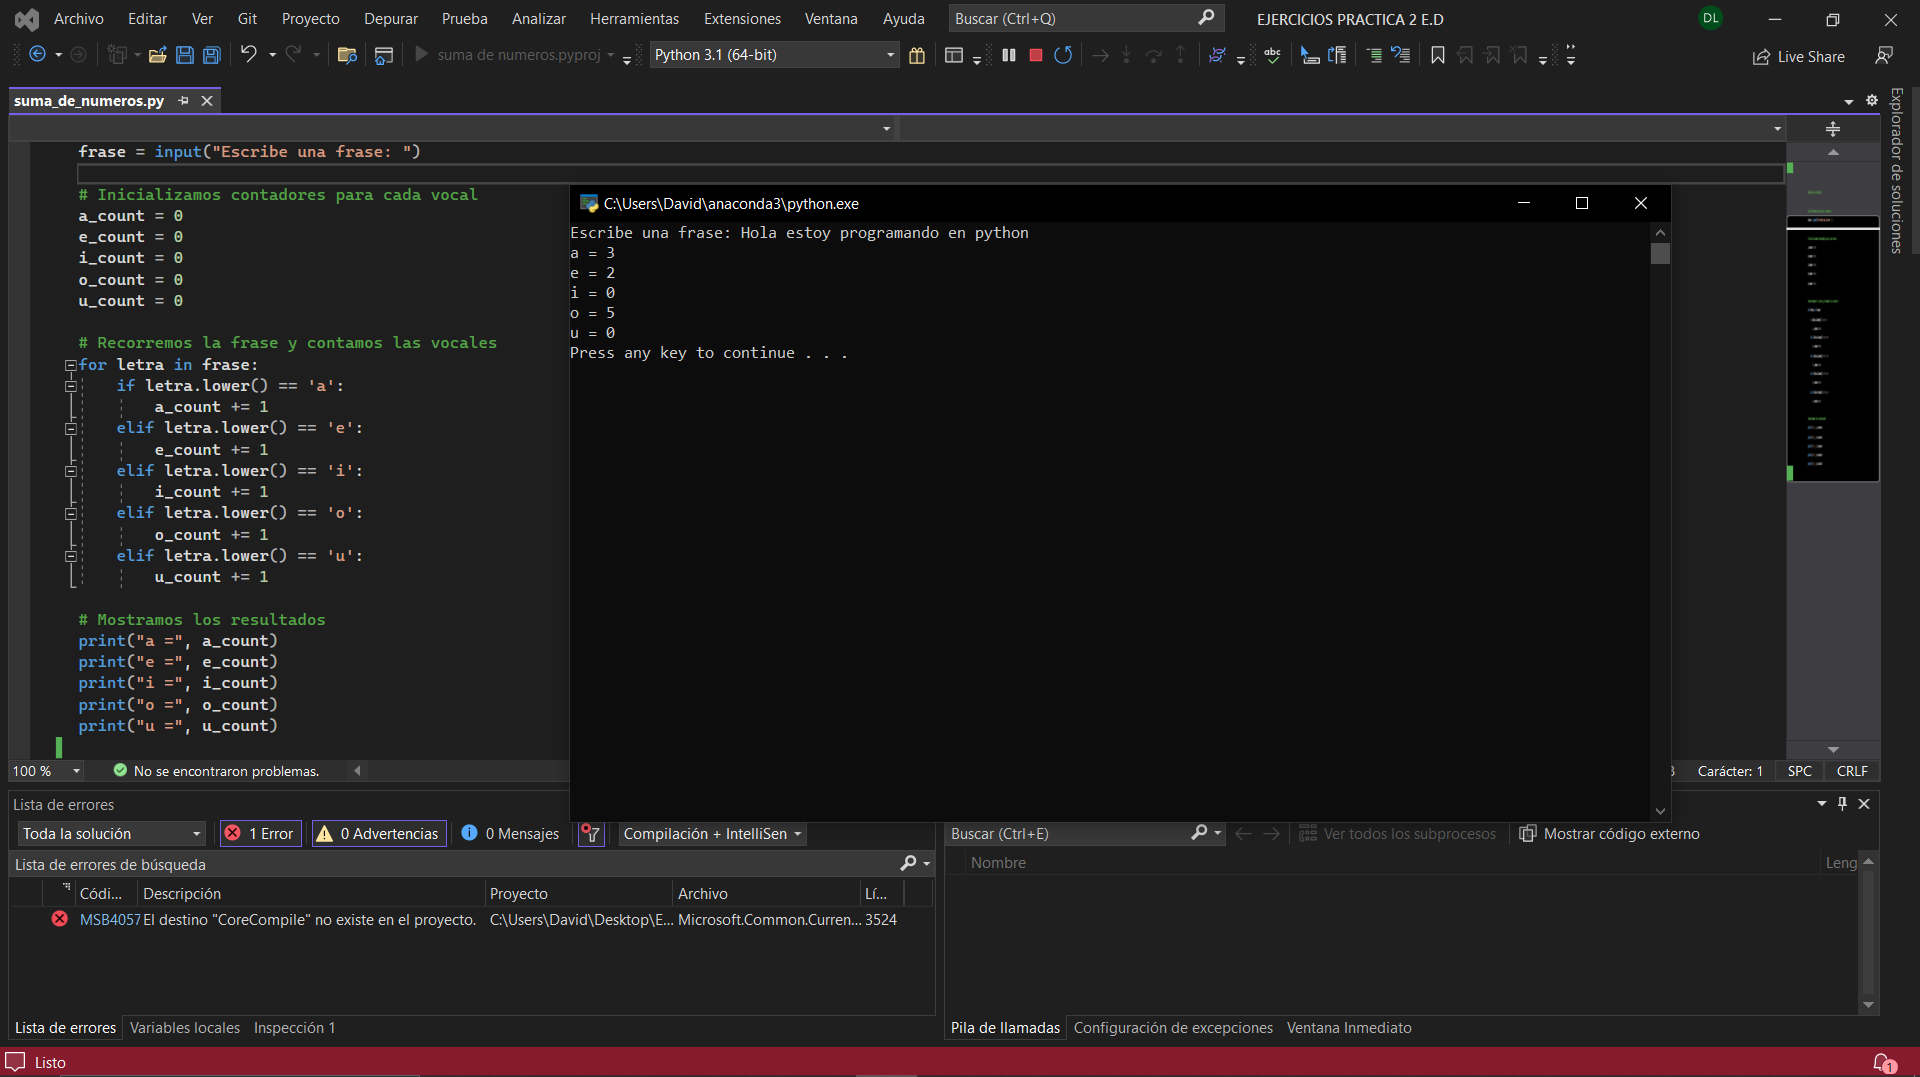 Archivo Editar Ver Git Proyecto Depurar Prueba Analizar Herramientas Extensiones Ventana Ayuda Buscar (Ctrl+Q) EJERCICIOS PRACTICA 2 E.D DL
suma de numeros.pyproj Python 3.1 (64-bit) abc Live Share
suma_de_numeros.py
Explorador de soluciones
frase = input("Escribe una frase: ")
# Inicializamos contadores para cada vocal
a_count = 0
e_count = 0
i_count = 0
o_count = 0
u_count = 0
# Recorremos la frase y contamos las vocales
for letra in frase:
if letra.lower() == 'a':
a_count += 1
elif letra.lower() == 'e':
e_count += 1
elif letra.lower() == 'i':
i_count += 1
elif letra.lower() == 'o':
o_count += 1
elif letra.lower() == 'u':
u_count += 1
# Mostramos los resultados
print("a =", a_count)
print("e =", e_count)
print("i =", i_count)
print("o =", o_count)
print("u =", u_count)
C:\Users\David\anaconda3\python.exe
Escribe una frase: Hola estoy programando en python
a = 3
e = 2
i = 0
o = 5
u = 0
Press any key to continue . . .
100 % No se encontraron problemas. Carácter: 1 SPC CRLF
Lista de errores
Toda la solución 1 Error 0 Advertencias 0 Mensajes Compilación + IntelliSen
Lista de errores de búsqueda
Códi... Descripción Proyecto Archivo Lí...
MSB4057 El destino "CoreCompile" no existe en el proyecto. C:\Users\David\Desktop\E... Microsoft.Common.Curren... 3524
Lista de errores Variables locales Inspección 1
Buscar (Ctrl+E) Ver todos los subprocesos Mostrar código externo
Nombre Leng
Pila de llamadas Configuración de excepciones Ventana Inmediato
Listo 1